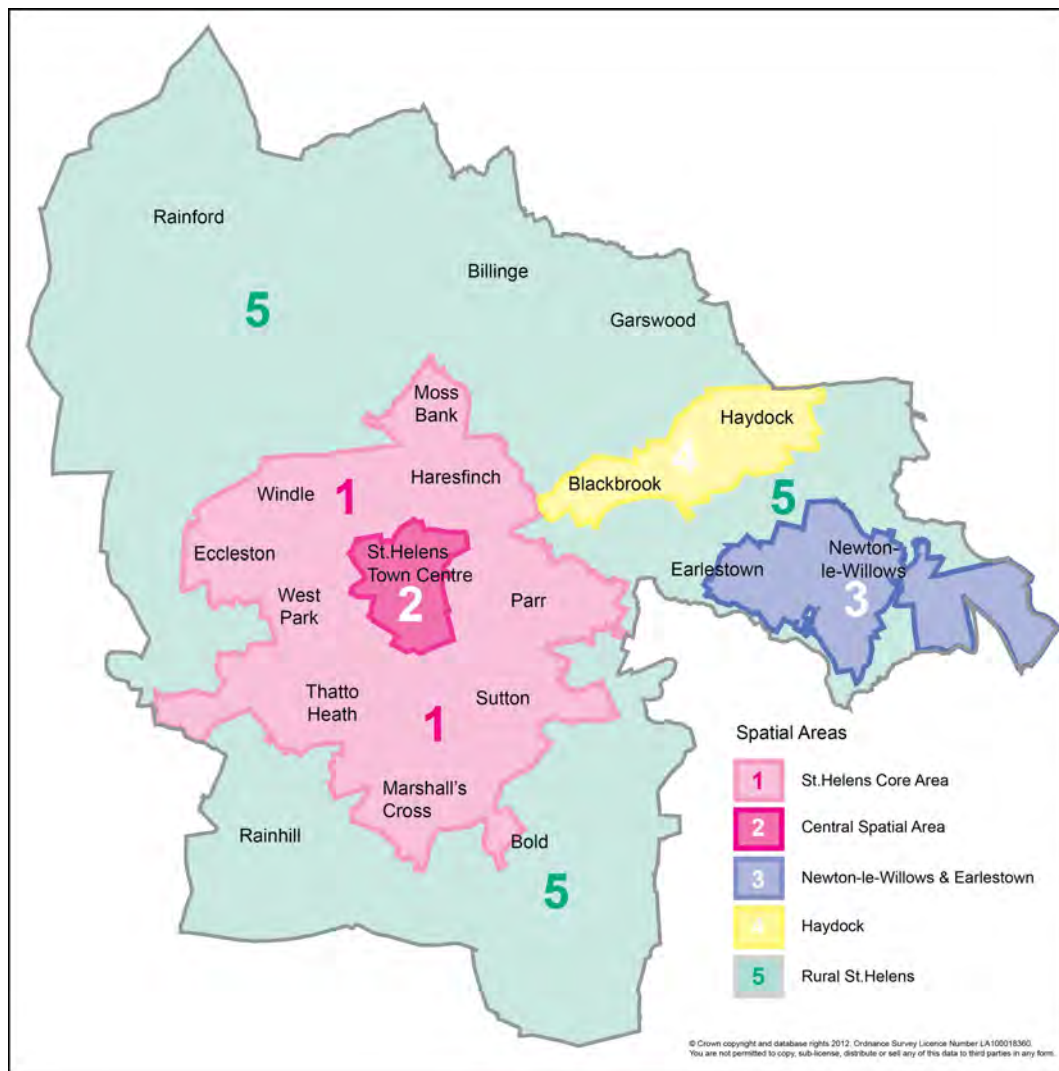 Rainford
Billinge
5
Garswood
Moss
Bank
Haydock
4
Haresfinch
Blackbrook
Windle
1
5
Eccleston
St.Helens
Town Centre
Newton-
le-Willows
Earlestown
West
Park
2
Parr
3
Thatto
Heath
Sutton
1
Spatial Areas
1 St.Helens Core Area
Marshall's
Cross
2 Central Spatial Area
Rainhill
Bold
3 Newton-le-Willows & Earlestown
5
4 Haydock
5 Rural St.Helens
© Crown copyright and database rights 2012. Ordnance Survey Licence Number LA100018360.
You are not permitted to copy, sub-license, distribute or sell any of this data to third parties in any form.